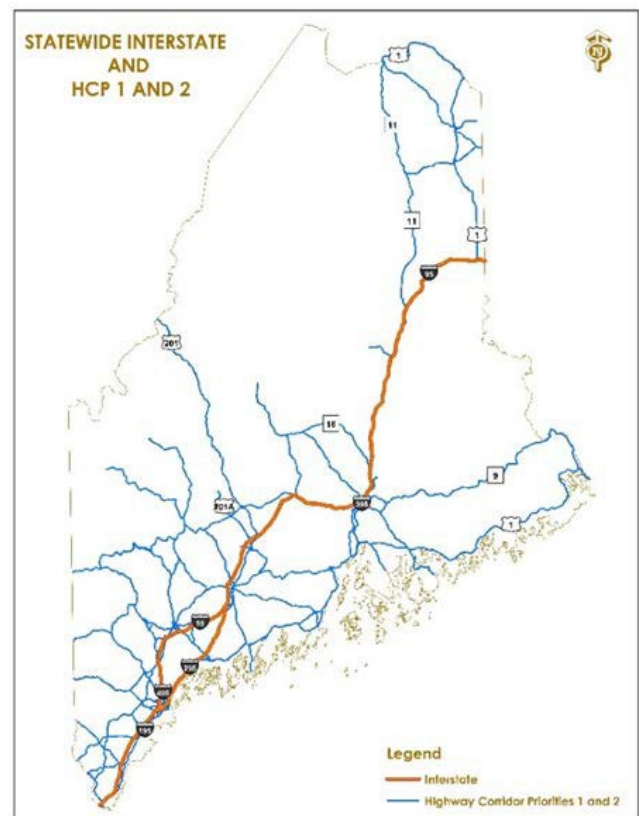 STATEWIDE INTERSTATE
AND
HCP 1 AND 2
1
11
11
1
95
201
16
9
201A
395
1
95
295
495
195
Legend
Interstate
Highway Corridor Priorities 1 and 2